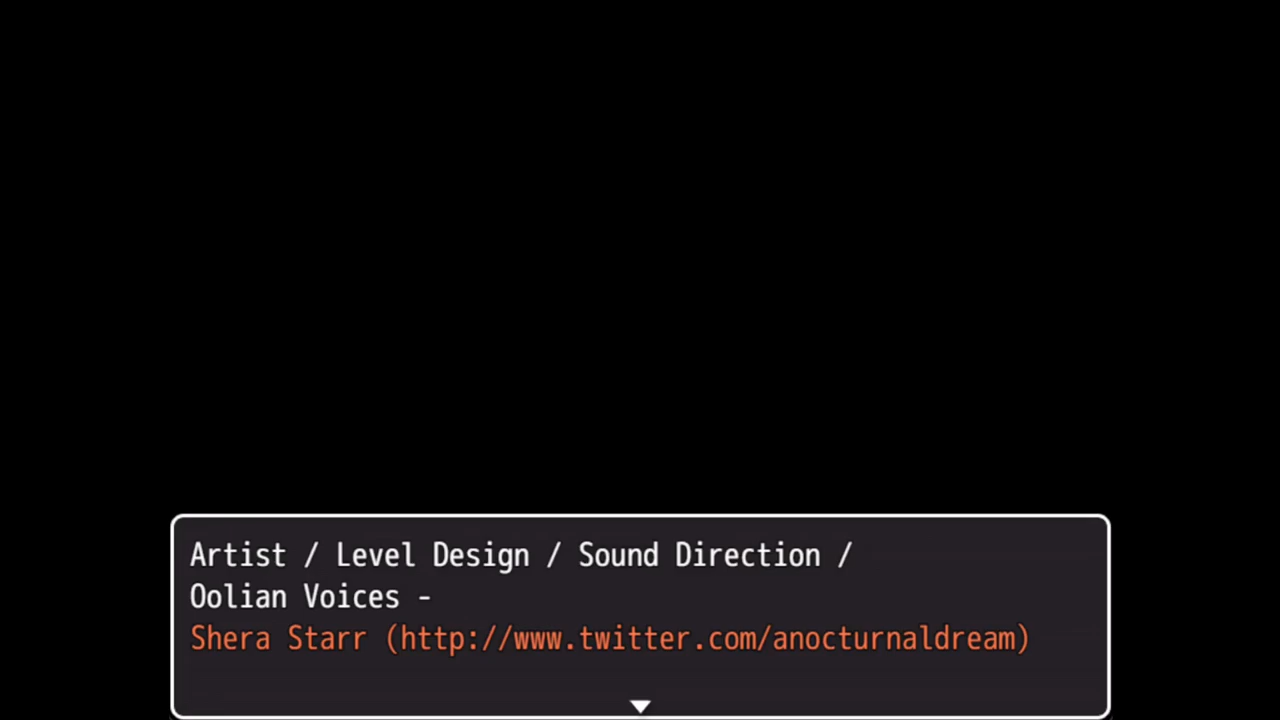 Artist / Level Design / Sound Direction /
Oolian Voices -
Shera Starr (http://www.twitter.com/anocturnaldream)